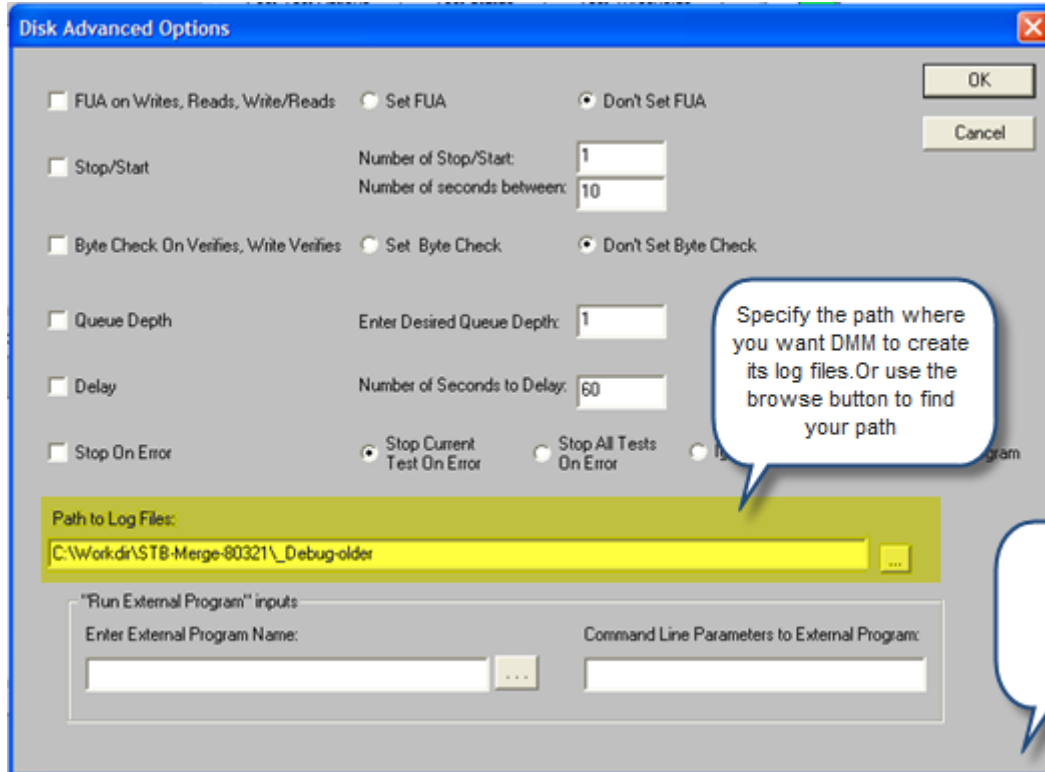 Disk Advanced Options
OK
FUA on Writes, Reads, Write/Reads
Set FUA
Don't Set FUA
Cancel
Stop/Start
Number of Stop/Start:
1
Number of seconds between:
10
Byte Check On Verifies, Write Verifies
Set Byte Check
Don't Set Byte Check
Queue Depth
Enter Desired Queue Depth:
1
Specify the path where
you want DMM to create
its log files.Or use the
browse button to find
your path
Delay
Number of Seconds to Delay:
60
Stop On Error
Stop Current
Test On Error
Stop All Tests
On Error
Path to Log Files:
C:\Workdir\STB-Merge-80321\_Debug-older
...
"Run External Program" inputs
Enter External Program Name:
...
Command Line Parameters to External Program: